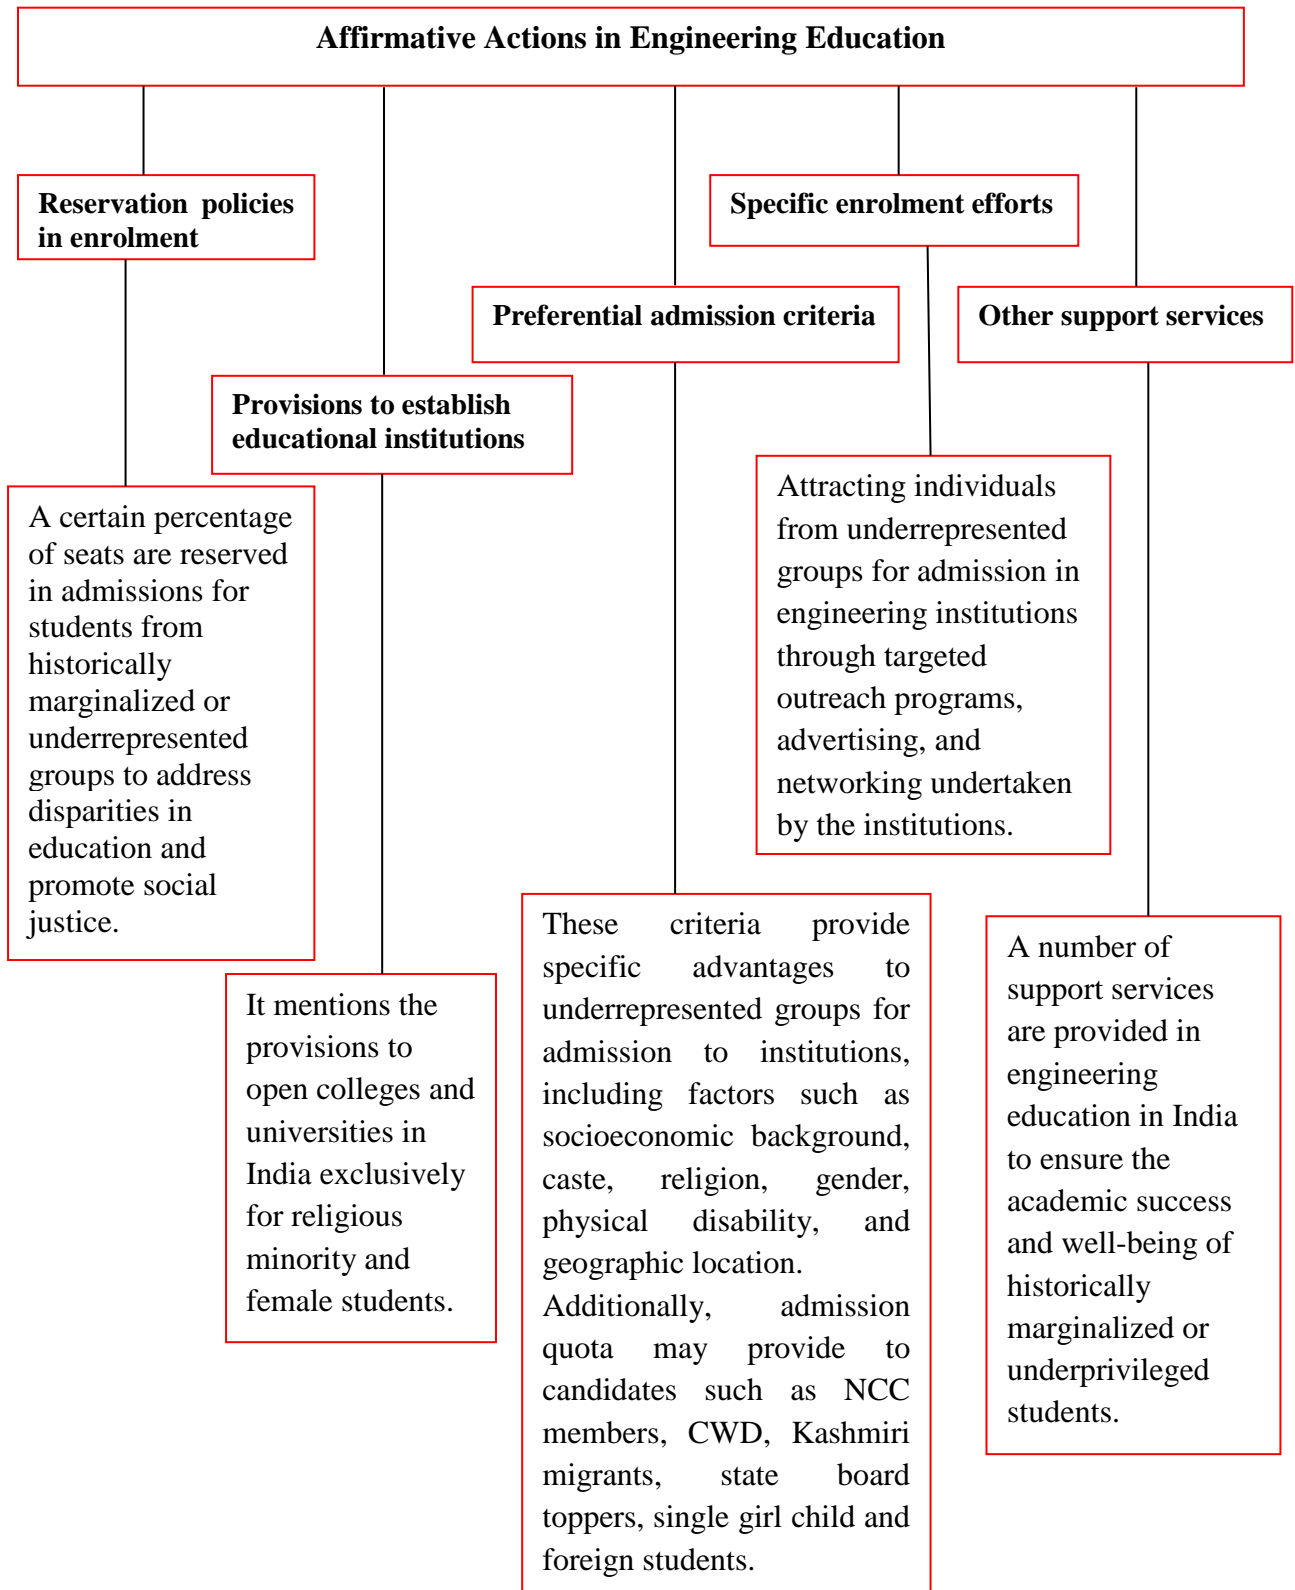 Affirmative Actions in Engineering Education
Reservation policies
in enrolment
Specific enrolment efforts
Preferential admission criteria
Other support services
Provisions to establish
educational institutions
A certain percentage
of seats are reserved
in admissions for
students from
historically
marginalized or
underrepresented
groups to address
disparities in
education and
promote social
justice.
It mentions the
provisions to
open colleges and
universities in
India exclusively
for religious
minority and
female students.
These criteria provide
specific advantages to
underrepresented groups for
admission to institutions,
including factors such as
socioeconomic background,
caste, religion, gender,
physical disability, and
geographic location.
Additionally, admission
quota may provide to
candidates such as NCC
members, CWD, Kashmiri
migrants, state board
toppers, single girl child and
foreign students.
Attracting individuals
from underrepresented
groups for admission in
engineering institutions
through targeted
outreach programs,
advertising, and
networking undertaken
by the institutions.
A number of
support services
are provided in
engineering
education in India
to ensure the
academic success
and well-being of
historically
marginalized or
underprivileged
students.